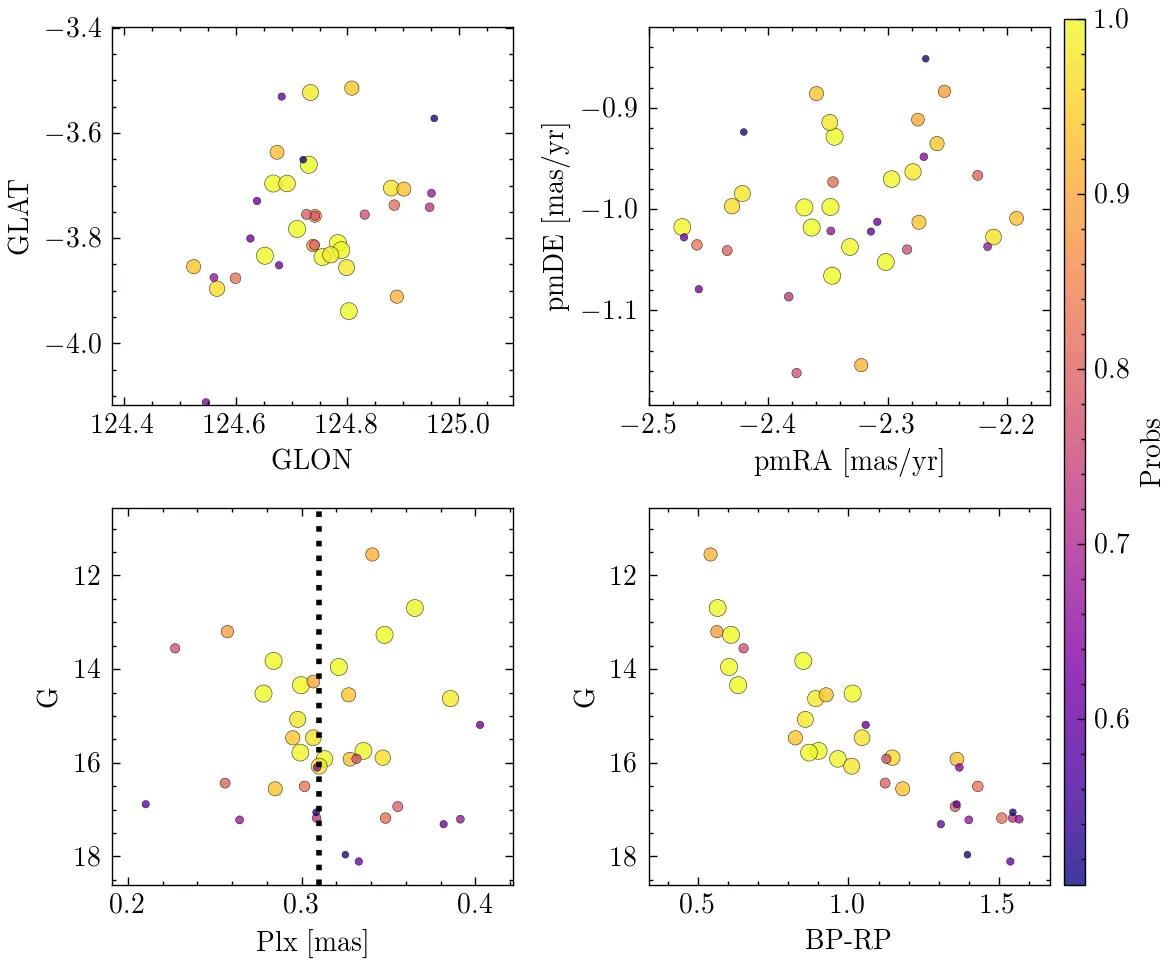 −3.4
−3.6
−3.8
−4.0
GLAT
124.4 124.6 124.8 125.0
GLON
−0.9
−1.0
−1.1
pmDE [mas/yr]
−2.5 −2.4 −2.3 −2.2
pmRA [mas/yr]
1.0
0.9
0.8
0.7
0.6
Probs
12
14
16
18
G
0.2 0.3 0.4
Plx [mas]
12
14
16
18
G
0.5 1.0 1.5
BP-RP